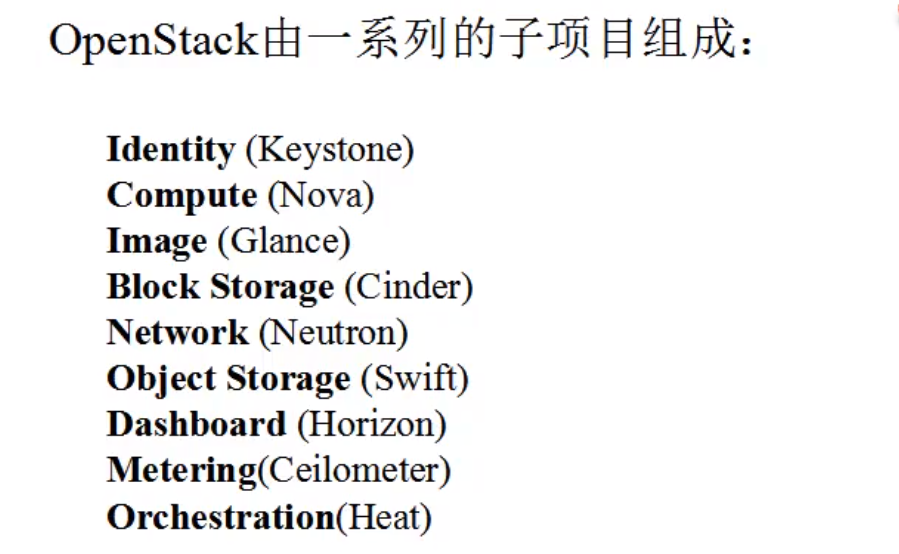 OpenStack由一系列的子项目组成：
Identity (Keystone)
Compute (Nova)
Image (Glance)
Block Storage (Cinder)
Network (Neutron)
Object Storage (Swift)
Dashboard (Horizon)
Metering(Ceilometer)
Orchestration(Heat)